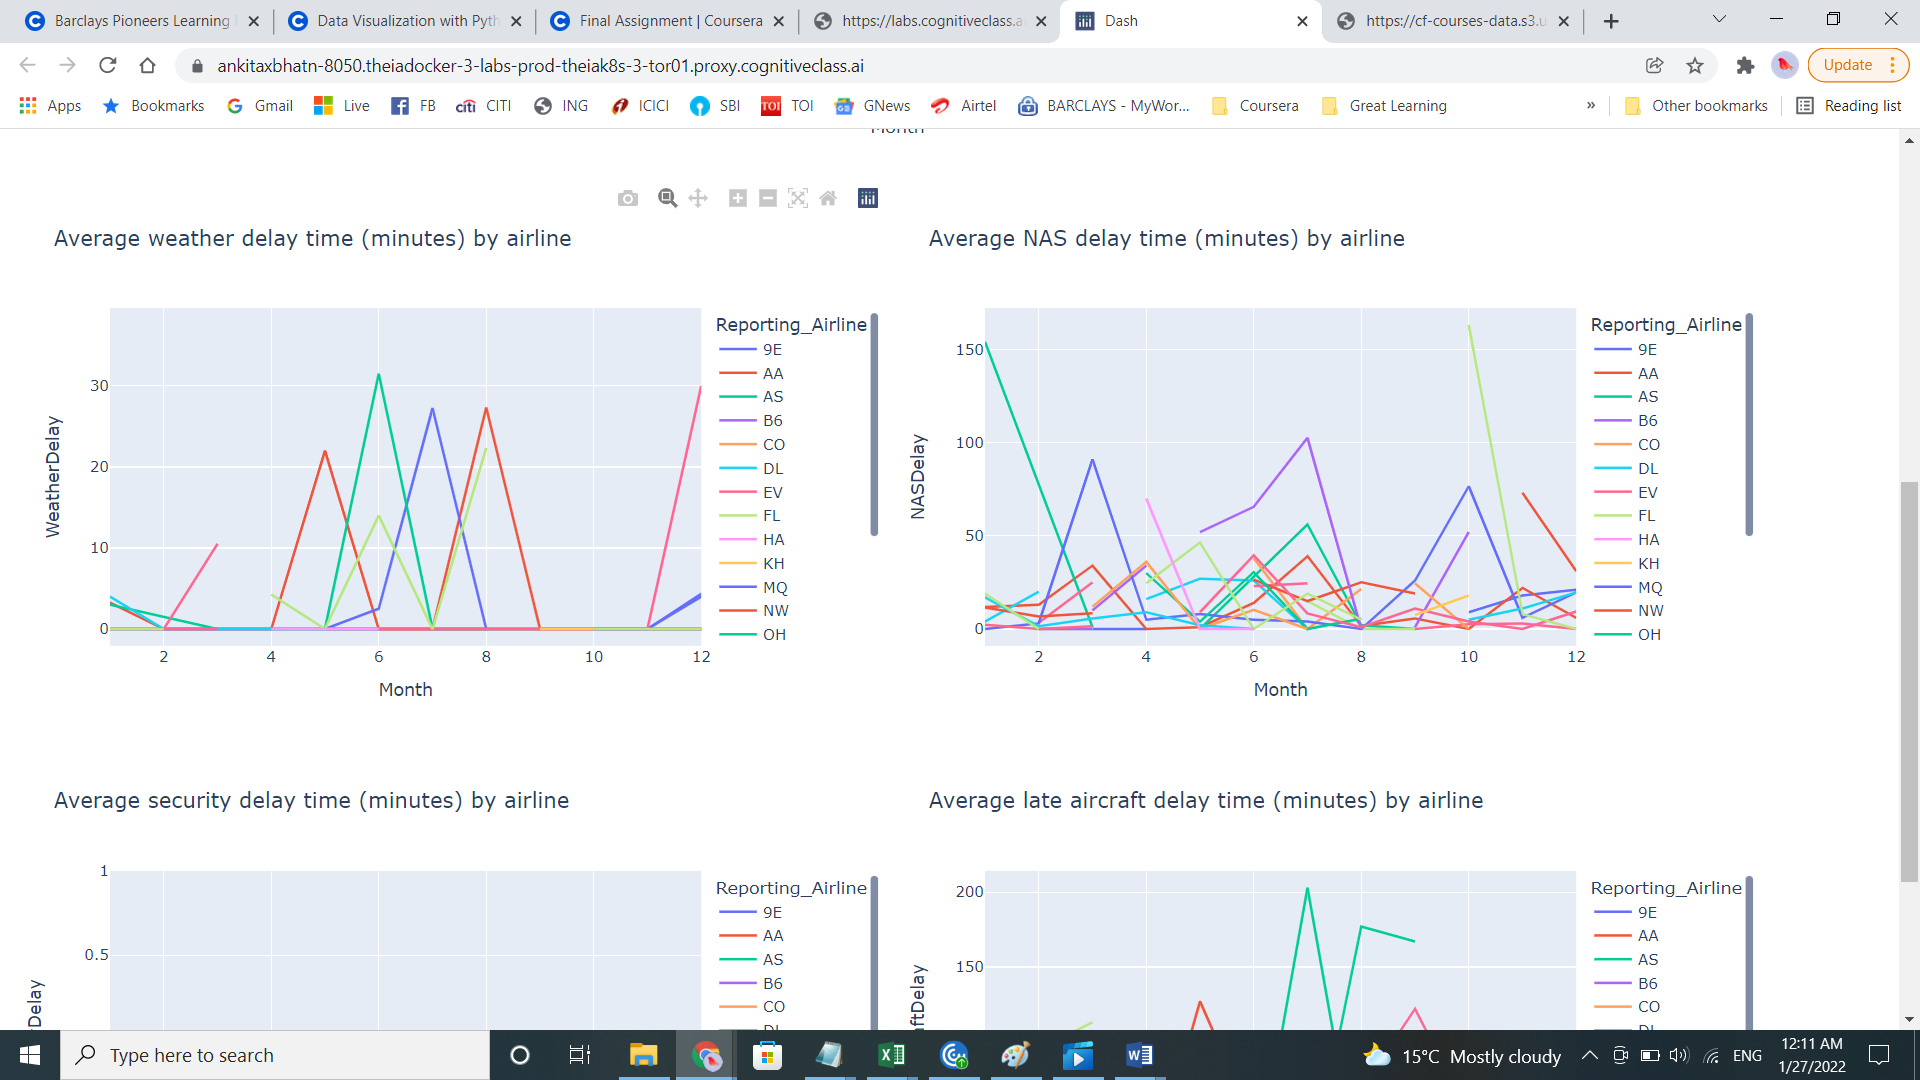 Barclays Pioneers Learning
Data Visualization with Pyth
Final Assignment | Coursera
https://labs.cognitiveclass.a
Dash
https://cf-courses-data.s3.u
ankitaxbhatn-8050.theiadocker-3-labs-prod-theiak8s-3-tor01.proxy.cognitiveclass.ai
Update
Apps Bookmarks Gmail Live FB CITI ING ICICI SBI TOI GNews Airtel BARCLAYS - MyWor... Coursera Great Learning » Other bookmarks Reading list
Month
Average weather delay time (minutes) by airline
WeatherDelay
30
20
10
0
2 4 6 8 10 12
Month
Reporting_Airline
9E
AA
AS
B6
CO
DL
EV
FL
HA
KH
MQ
NW
OH
Average NAS delay time (minutes) by airline
NASDelay
150
100
50
0
2 4 6 8 10 12
Month
Reporting_Airline
9E
AA
AS
B6
CO
DL
EV
FL
HA
KH
MQ
NW
OH
Average security delay time (minutes) by airline
1
0.5
Delay
Reporting_Airline
9E
AA
AS
B6
CO
DL
Average late aircraft delay time (minutes) by airline
200
150
aftDelay
Reporting_Airline
9E
AA
AS
B6
CO
DL
Type here to search
15°C Mostly cloudy
ENG
12:11 AM
1/27/2022